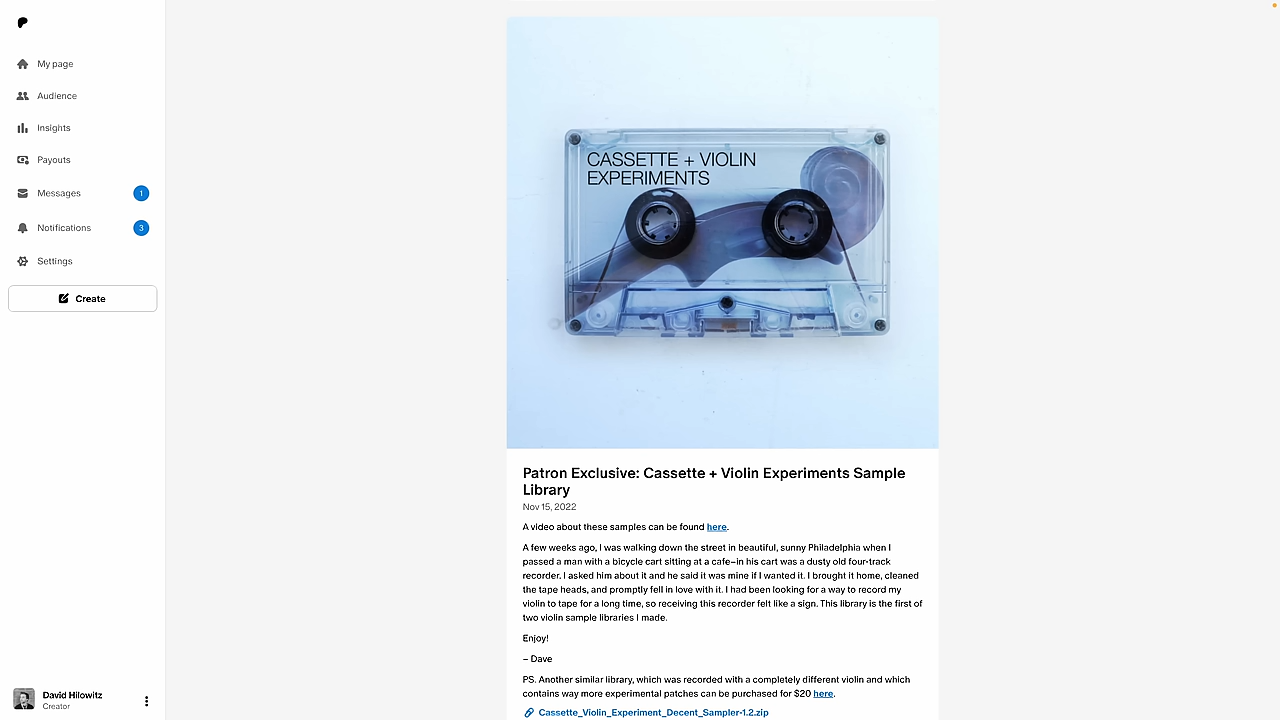 My page
Audience
Insights
Payouts
Messages
1
Notifications
3
Settings
Create
CASSETTE + VIOLIN
EXPERIMENTS
Patron Exclusive: Cassette + Violin Experiments Sample
Library
Nov 15, 2022
A video about these samples can be found here.
A few weeks ago, I was walking down the street in beautiful, sunny Philadelphia when I
passed a man with a bicycle cart sitting at a cafe–in his cart was a dusty old four-track
recorder. I asked him about it and he said it was mine if I wanted it. I brought it home, cleaned
the tape heads, and promptly fell in love with it. I had been looking for a way to record my
violin to tape for a long time, so receiving this recorder felt like a sign. This library is the first of
two violin sample libraries I made.
Enjoy!
– Dave
PS. Another similar library, which was recorded with a completely different violin and which
contains way more experimental patches can be purchased for $20 here.
Cassette_Violin_Experiment_Decent_Sampler-1.2.zip
David Hilowitz
Creator